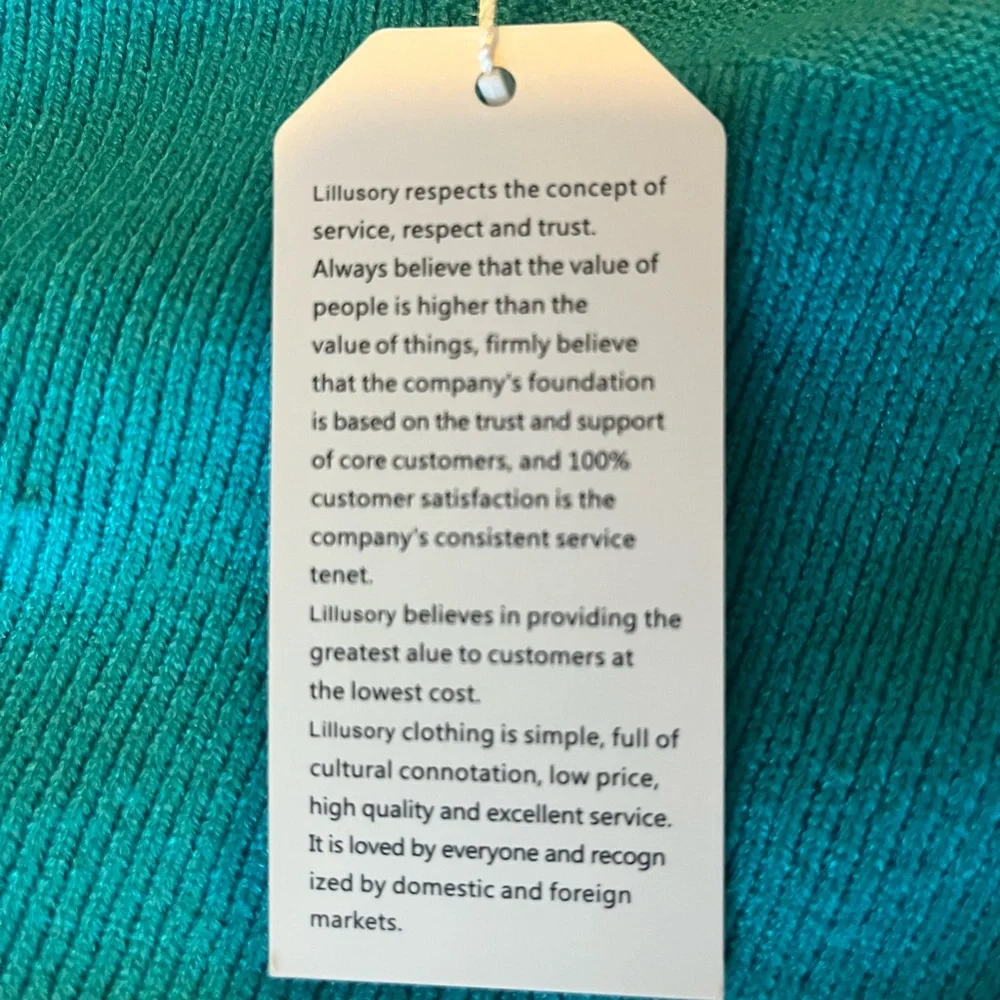 Lillusory respects the concept of
service, respect and trust.
Always believe that the value of
people is higher than the
value of things, firmly believe
that the company's foundation
is based on the trust and support
of core customers, and 100%
customer satisfaction is the
company's consistent service
tenet.
Lillusory believes in providing the
greatest alue to customers at
the lowest cost.
Lillusory clothing is simple, full of
cultural connotation, low price,
high quality and excellent service.
It is loved by everyone and recogn
ized by domestic and foreign
markets.